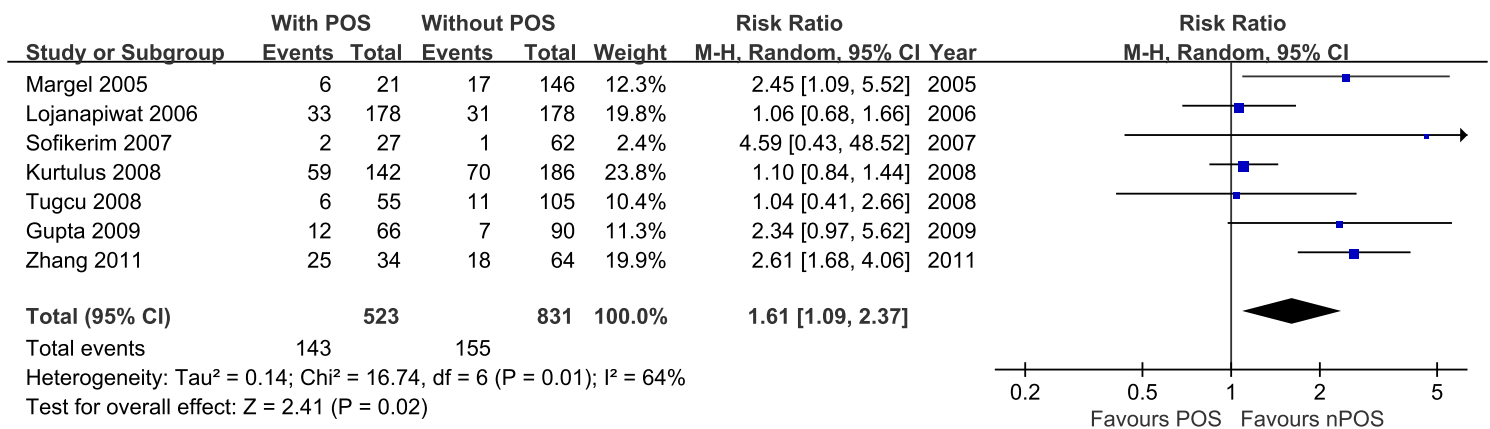 With POS Without POS Risk Ratio Risk Ratio
Study or Subgroup Events Total Events Total Weight M-H, Random, 95% CI Year M-H, Random, 95% CI
Margel 2005 6 21 17 146 12.3% 2.45 [1.09, 5.52] 2005
Lojanapiwat 2006 33 178 31 178 19.8% 1.06 [0.68, 1.66] 2006
Sofikerim 2007 2 27 1 62 2.4% 4.59 [0.43, 48.52] 2007
Kurtulus 2008 59 142 70 186 23.8% 1.10 [0.84, 1.44] 2008
Tugcu 2008 6 55 11 105 10.4% 1.04 [0.41, 2.66] 2008
Gupta 2009 12 66 7 90 11.3% 2.34 [0.97, 5.62] 2009
Zhang 2011 25 34 18 64 19.9% 2.61 [1.68, 4.06] 2011
Total (95% CI) 523 831 100.0% 1.61 [1.09, 2.37]
Total events 143 155
Heterogeneity: Tau² = 0.14; Chi² = 16.74, df = 6 (P = 0.01); I² = 64%
Test for overall effect: Z = 2.41 (P = 0.02)
0.2 0.5 1 2 5
Favours POS Favours nPOS